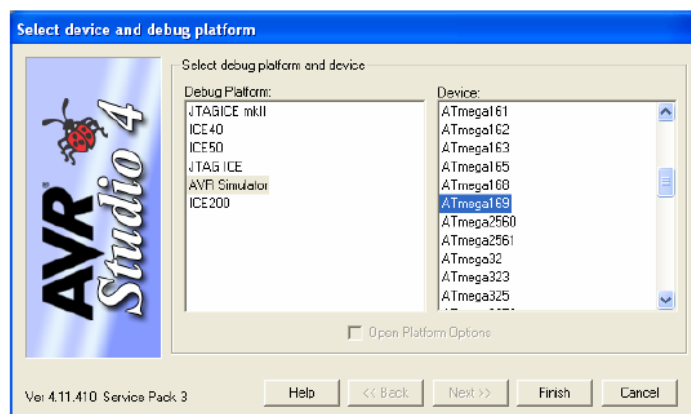 Select device and debug platform
Select debug platform and device
Debug Platform:
JTAGICE mkII
ICE40
ICE50
JTAG ICE
AVR Simulator
ICE200
Device:
ATmega161
ATmega162
ATmega163
ATmega165
ATmega168
ATmega169
ATmega2560
ATmega2561
ATmega32
ATmega323
ATmega325
Open Platform Options
AVR
Studio 4
Ver 4.11.410 Service Pack 3
Help
<< Back
Next >>
Finish
Cancel